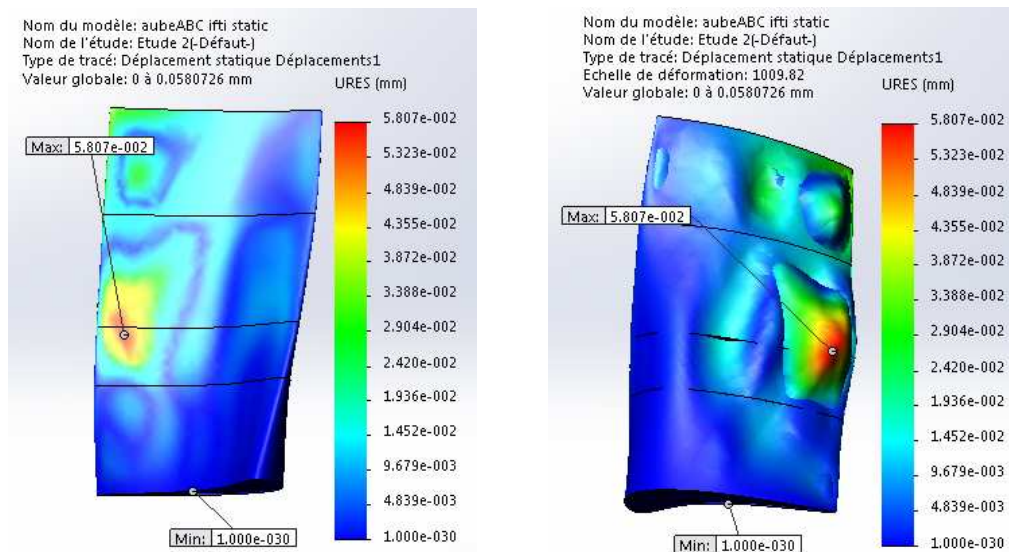 Nom du modèle: aubeABC ifti static
Nom de l'étude: Etude 2(-Défaut-)
Type de tracé: Déplacement statique Déplacements1
Valeur globale: 0 à 0.0580726 mm
URES (mm)
5.807e-002
5.323e-002
4.839e-002
4.355e-002
3.872e-002
3.388e-002
2.904e-002
2.420e-002
1.936e-002
1.452e-002
9.679e-003
4.839e-003
1.000e-030
Max: 5.807e-002
Min: 1.000e-030
Nom du modèle: aubeABC ifti static
Nom de l'étude: Etude 2(-Défaut-)
Type de tracé: Déplacement statique Déplacements1
Echelle de déformation: 1009.82
Valeur globale: 0 à 0.0580726 mm
URES (mm)
5.807e-002
5.323e-002
4.839e-002
4.355e-002
3.872e-002
3.388e-002
2.904e-002
2.420e-002
1.936e-002
1.452e-002
9.679e-003
4.839e-003
1.000e-030
Max: 5.807e-002
Min: 1.000e-030